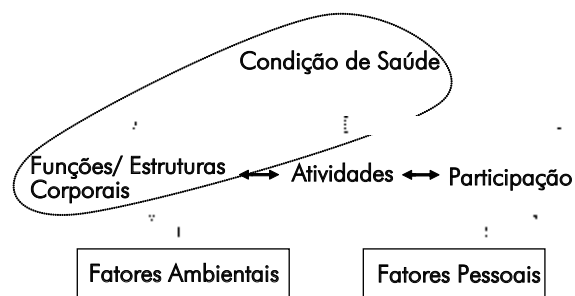 Condição de Saúde
Funções/ Estruturas
Corporais
Atividades
Participação
Fatores Ambientais
Fatores Pessoais